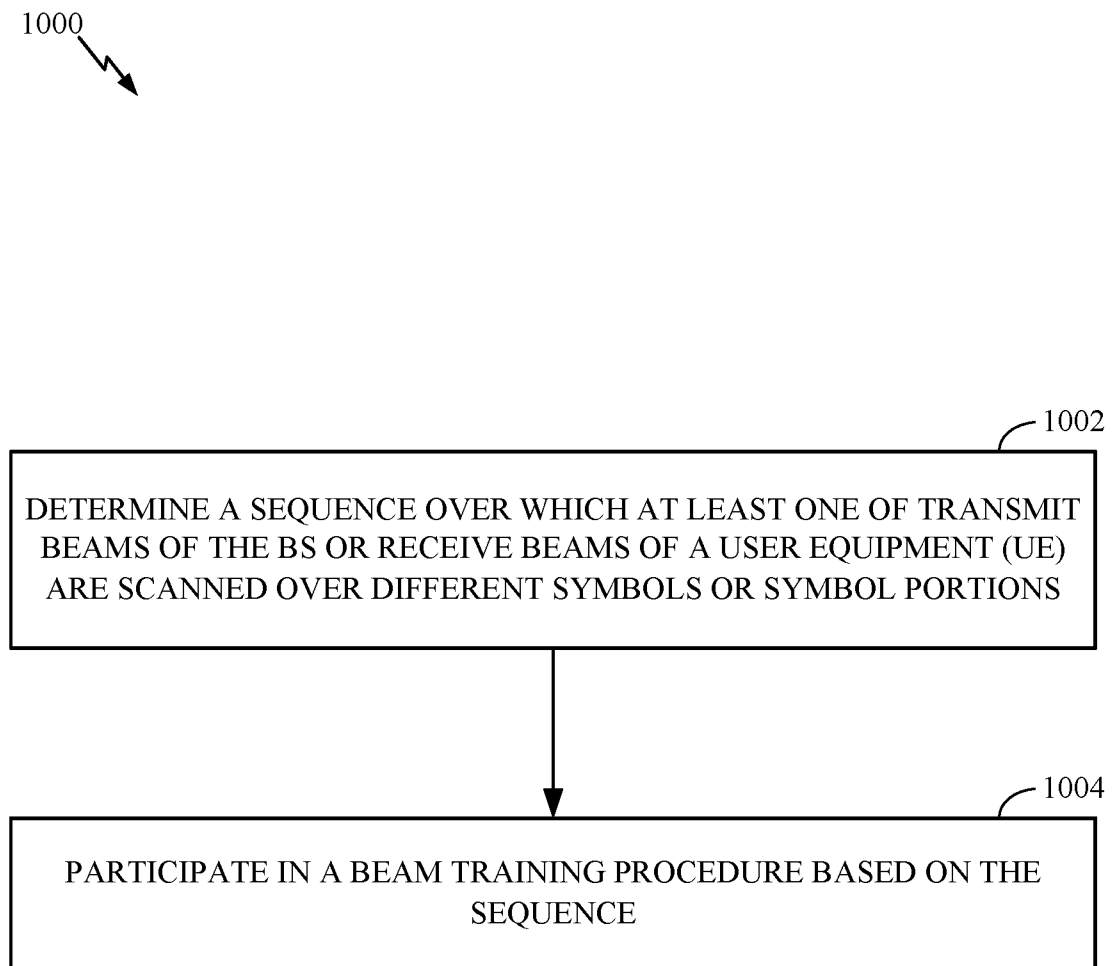 1000
1002
DETERMINE A SEQUENCE OVER WHICH AT LEAST ONE OF TRANSMIT
BEAMS OF THE BS OR RECEIVE BEAMS OF A USER EQUIPMENT (UE)
ARE SCANNED OVER DIFFERENT SYMBOLS OR SYMBOL PORTIONS
1004
PARTICIPATE IN A BEAM TRAINING PROCEDURE BASED ON THE
SEQUENCE